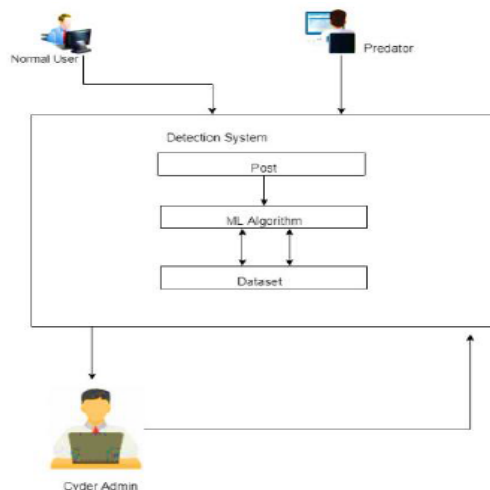 Normal User
Predator
Detection System
Post
ML Algorithm
Dataset
Cyder Admin